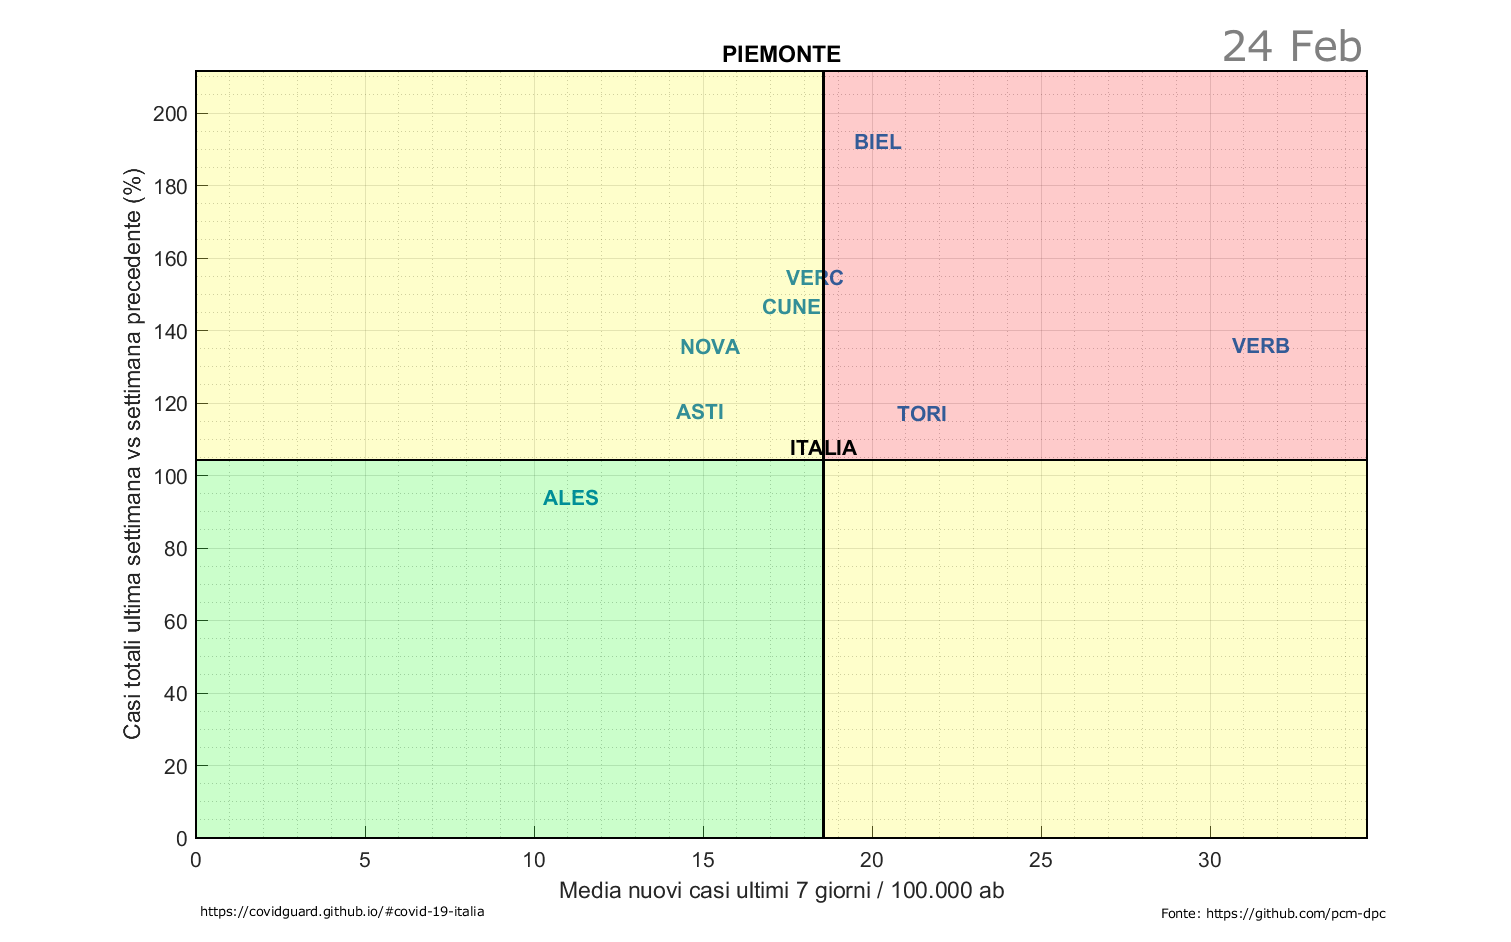 PIEMONTE
24 Feb
Casi totali ultima settimana vs settimana precedente (%)
200
180
160
140
120
100
80
60
40
20
0
BIEL
VERC
CUNE
NOVA
VERB
ASTI
TORI
ITALIA
ALES
0 5 10 15 20 25 30
Media nuovi casi ultimi 7 giorni / 100.000 ab
https://covidguard.github.io/#covid-19-italia
Fonte: https://github.com/pcm-dpc